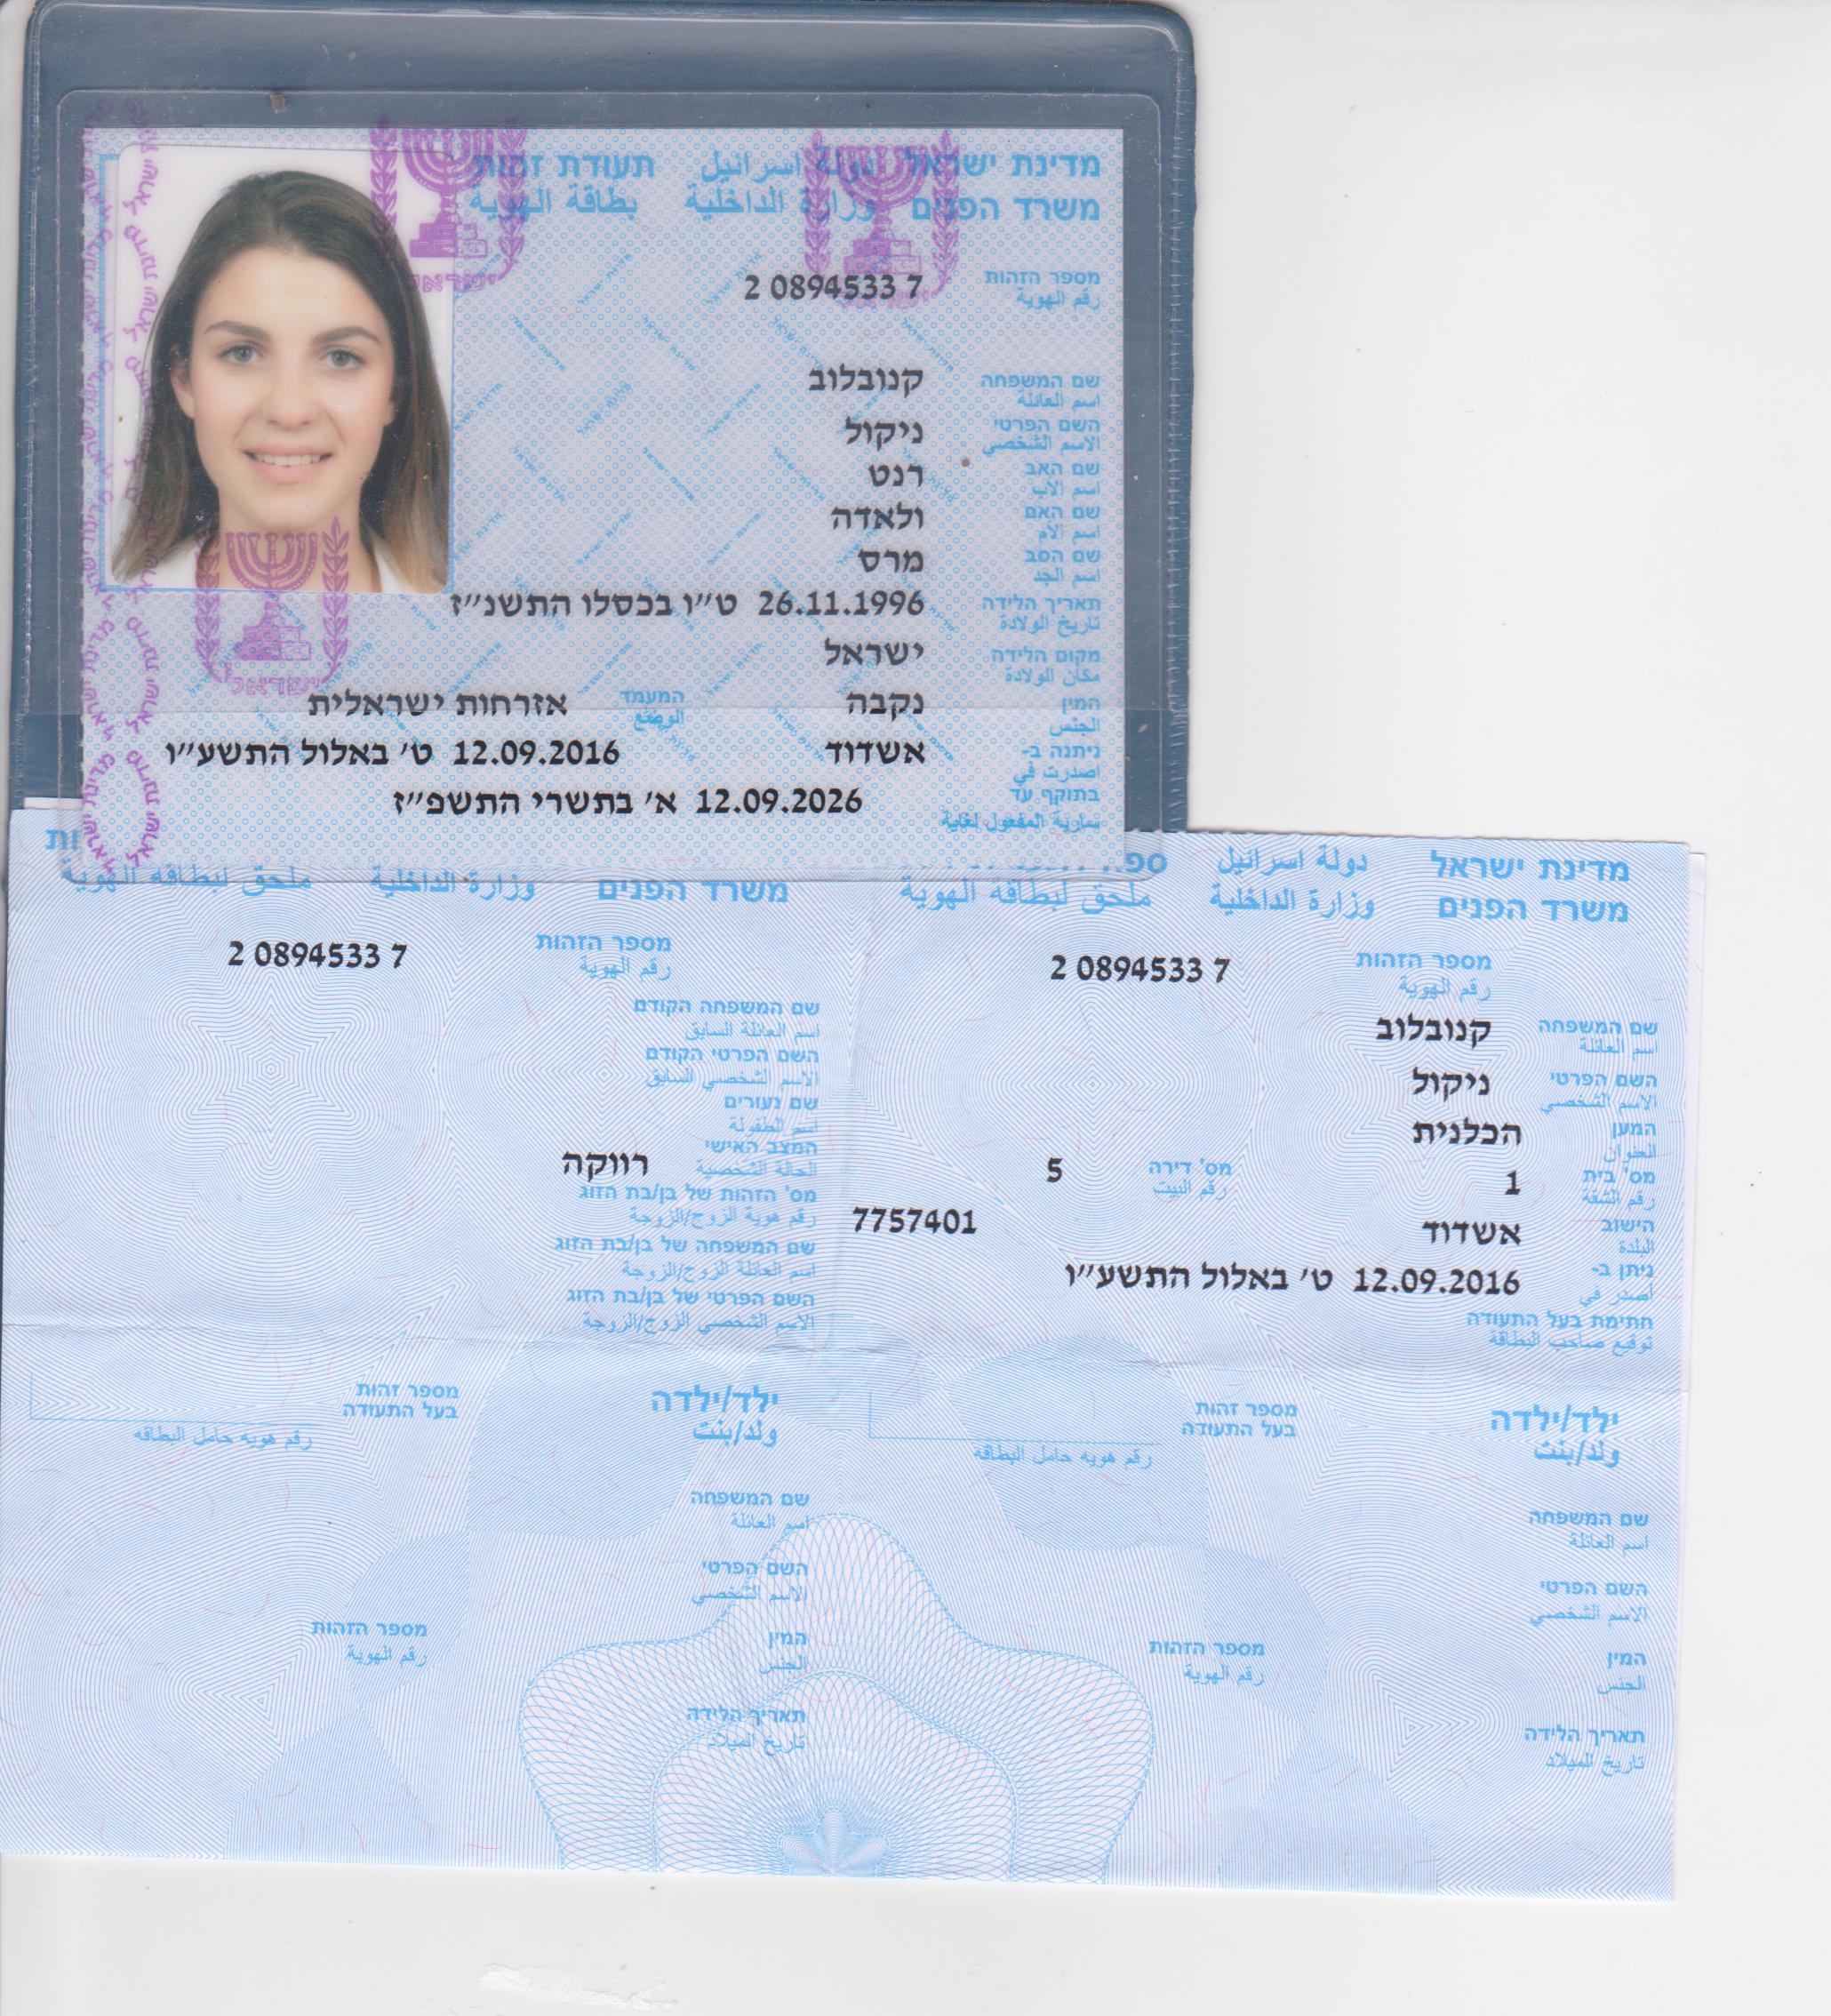 מדינת ישראל دولة اسرائيل תעודת זהות
משרד הפנים وزارة الداخلية بطاقة الهوية
מספר הזהות 2 0894533 7
رقم الهوية
שם המשפחה קנובלוב
اسم العائلة
השם הפרטי ניקול
الاسم الشخصي
שם האב רנט
اسم الاب
שם האם ולאדה
اسم الام
שם הסב מרס
اسم الجد
תאריך הלידה 26.11.1996 ט״ו בכסלו התשנ״ז
تاريخ الولادة
מקום הלידה ישראל
مكان الولادة
המין נקבה המעמד אזרחות ישראלית
الجنس الوضع
ניתנה ב- אשדוד 12.09.2016 ט׳ באלול התשע״ו
اصدرت في
בתוקף עד 12.09.2026 א׳ בתשרי התשפ״ז
سارية المفعول لغاية
ישראל
מדינת ישראל دولة اسرائيل
משרד הפנים وزارة الداخلية ملحق لبطاقة الهوية
מספר הזהות 2 0894533 7
رقم الهوية
שם המשפחה קנובלוב
اسم العائلة
השם הפרטי ניקול
الاسم الشخصي
המען הכלנית
العنوان
מס' בית 1 מס' דירה 5
رقم الشقة رقم البيت
הישוב אשדוד 7757401
البلدة
ניתן ב- 12.09.2016 ט׳ באלול התשע״ו
أصدر في
חתימת בעל התעודה
توقيع صاحب البطاقة
ילד/ילדה מספר זהות
ولد/بنت בעל התעודה
رقم هويه حامل البطاقه
שם המשפחה
اسم العائلة
השם הפרטי
الاسم الشخصي
המין מספר הזהות
الجنس رقم الهوية
תאריך הלידה
تاريخ الميلاد
משרד הפנים وزارة الداخلية ملحق لبطاقة الهوية
מספר הזהות 2 0894533 7
رقم الهوية
שם המשפחה הקודם
اسم العائلة السابق
השם הפרטי הקודם
الاسم الشخصي السابق
שם נעורים
اسم الطفولة
המצב האישי רווקה
الحالة الشخصية
מס' הזהות של בן/בת הזוג
رقم هوية الزوج/الزوجة
שם המשפחה של בן/בת הזוג
اسم العائلة الزوج/الزوجة
השם הפרטי של בן/בת הזוג
الاسم الشخصي الزوج/الزوجة
ילד/ילדה מספר זהות
ولد/بنت בעל התעודה
رقم هويه حامل البطاقه
שם המשפחה
اسم العائلة
השם הפרטי
الاسم الشخصي
המין מספר הזהות
الجنس رقم الهوية
תאריך הלידה
تاريخ الميلاد